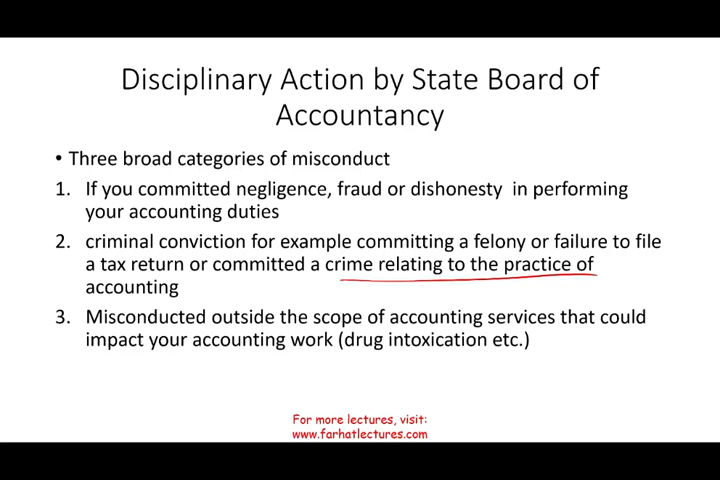 Disciplinary Action by State Board of
Accountancy
• Three broad categories of misconduct
1. If you committed negligence, fraud or dishonesty in performing
your accounting duties
2. criminal conviction for example committing a felony or failure to file
a tax return or committed a crime relating to the practice of
accounting
3. Misconducted outside the scope of accounting services that could
impact your accounting work (drug intoxication etc.)
For more lectures, visit:
www.farhatlectures.com